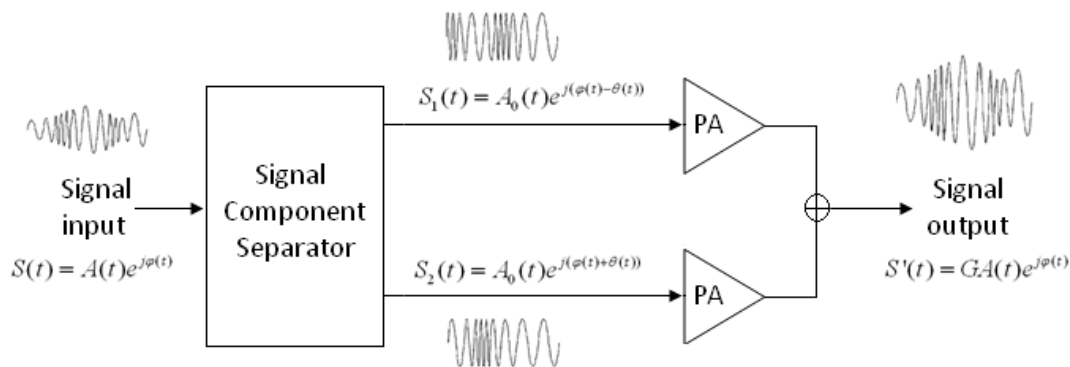 S₁(t) = A₀(t)e^{j(φ(t)−θ(t))}
PA
Signal
input
S(t) = A(t)e^{jφ(t)}
Signal
Component
Separator
Signal
output
S'(t) = GA(t)e^{jφ(t)}
S₂(t) = A₀(t)e^{j(φ(t)+θ(t))}
PA